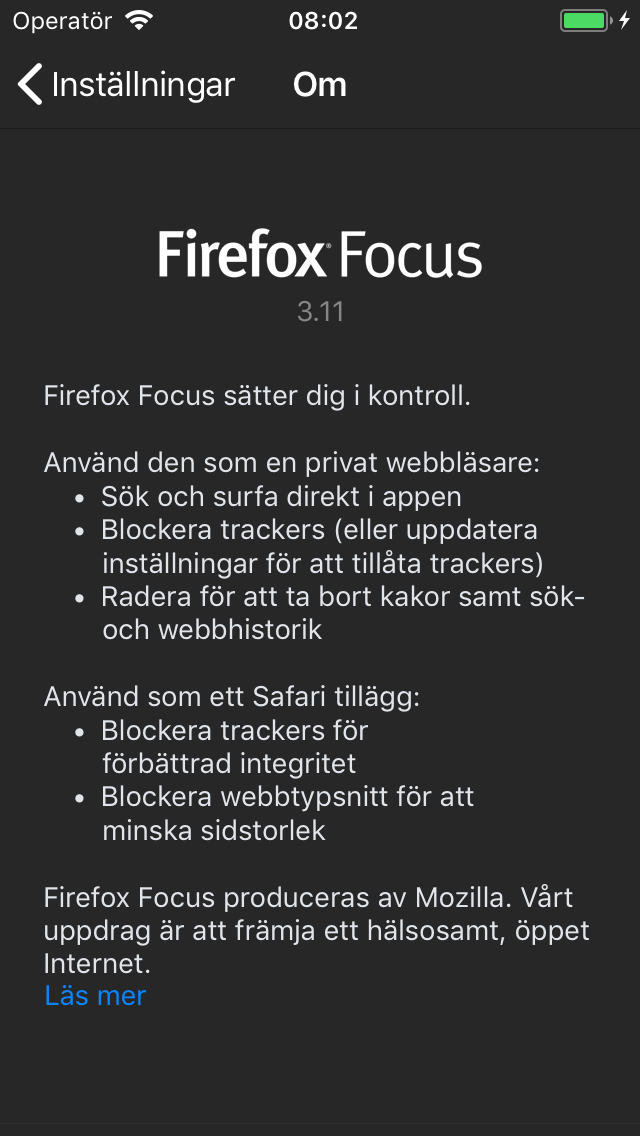 Operatör 08:02
Inställningar Om
Firefox Focus
3.11
Firefox Focus sätter dig i kontroll.
Använd den som en privat webbläsare:
• Sök och surfa direkt i appen
• Blockera trackers (eller uppdatera
inställningar för att tillåta trackers)
• Radera för att ta bort kakor samt sök-
och webbhistorik
Använd som ett Safari tillägg:
• Blockera trackers för
förbättrad integritet
• Blockera webbtypsnitt för att
minska sidstorlek
Firefox Focus produceras av Mozilla. Vårt
uppdrag är att främja ett hälsosamt, öppet
Internet.
Läs mer